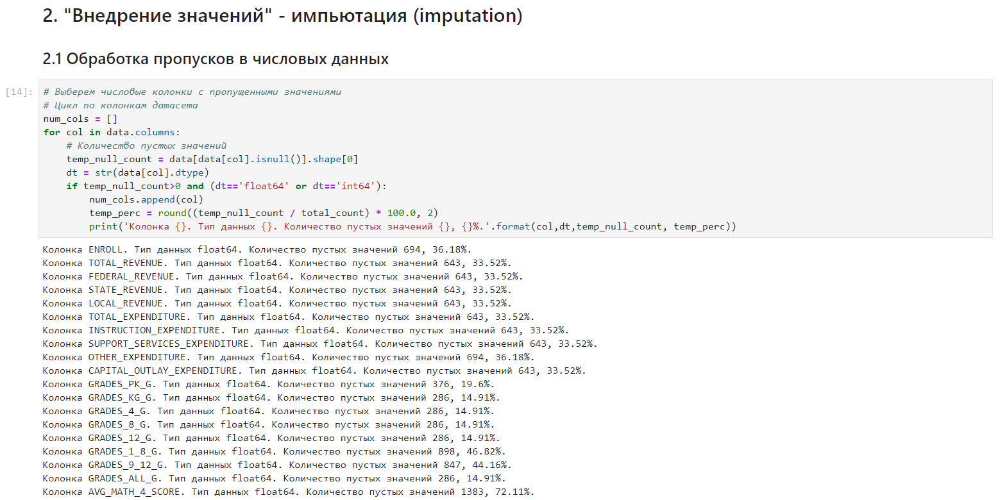 2. "Внедрение значений" - импьютация (imputation)
2.1 Обработка пропусков в числовых данных
[14]:
# Выберем числовые колонки с пропущенными значениями
# Цикл по колонкам датасета
num_cols = []
for col in data.columns:
    # Количество пустых значений
    temp_null_count = data[data[col].isnull()].shape[0]
    dt = str(data[col].dtype)
    if temp_null_count>0 and (dt=='float64' or dt=='int64'):
        num_cols.append(col)
        temp_perc = round((temp_null_count / total_count) * 100.0, 2)
        print('Колонка {}. Тип данных {}. Количество пустых значений {}, {}%.'.format(col,dt,temp_null_count, temp_perc))
Колонка ENROLL. Тип данных float64. Количество пустых значений 694, 36.18%.
Колонка TOTAL_REVENUE. Тип данных float64. Количество пустых значений 643, 33.52%.
Колонка FEDERAL_REVENUE. Тип данных float64. Количество пустых значений 643, 33.52%.
Колонка STATE_REVENUE. Тип данных float64. Количество пустых значений 643, 33.52%.
Колонка LOCAL_REVENUE. Тип данных float64. Количество пустых значений 643, 33.52%.
Колонка TOTAL_EXPENDITURE. Тип данных float64. Количество пустых значений 643, 33.52%.
Колонка INSTRUCTION_EXPENDITURE. Тип данных float64. Количество пустых значений 643, 33.52%.
Колонка SUPPORT_SERVICES_EXPENDITURE. Тип данных float64. Количество пустых значений 643, 33.52%.
Колонка OTHER_EXPENDITURE. Тип данных float64. Количество пустых значений 694, 36.18%.
Колонка CAPITAL_OUTLAY_EXPENDITURE. Тип данных float64. Количество пустых значений 643, 33.52%.
Колонка GRADES_PK_G. Тип данных float64. Количество пустых значений 376, 19.6%.
Колонка GRADES_KG_G. Тип данных float64. Количество пустых значений 286, 14.91%.
Колонка GRADES_4_G. Тип данных float64. Количество пустых значений 286, 14.91%.
Колонка GRADES_8_G. Тип данных float64. Количество пустых значений 286, 14.91%.
Колонка GRADES_12_G. Тип данных float64. Количество пустых значений 286, 14.91%.
Колонка GRADES_1_8_G. Тип данных float64. Количество пустых значений 898, 46.82%.
Колонка GRADES_9_12_G. Тип данных float64. Количество пустых значений 847, 44.16%.
Колонка GRADES_ALL_G. Тип данных float64. Количество пустых значений 286, 14.91%.
Колонка AVG_MATH_4_SCORE. Тип данных float64. Количество пустых значений 1383, 72.11%.